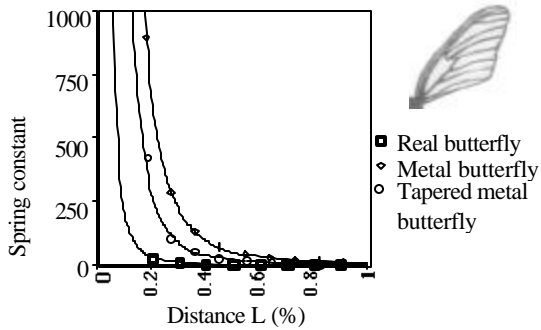 1000
750
500
250
0
0
0.2
0.4
0.6
0.8
1
Spring constant
Distance L (%)
Real butterfly
Metal butterfly
Tapered metal
butterfly